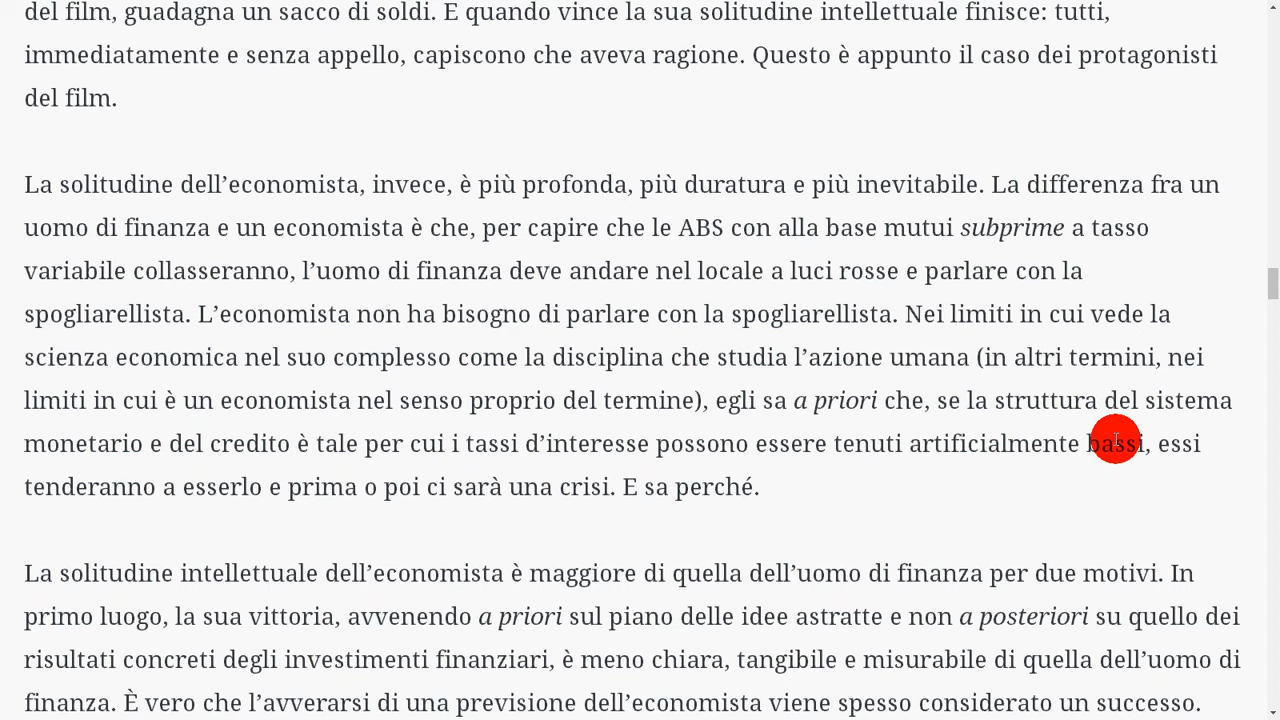 del film, guadagna un sacco di soldi. E quando vince la sua solitudine intellettuale finisce: tutti,
immediatamente e senza appello, capiscono che aveva ragione. Questo è appunto il caso dei protagonisti
del film.
La solitudine dell’economista, invece, è più profonda, più duratura e più inevitabile. La differenza fra un
uomo di finanza e un economista è che, per capire che le ABS con alla base mutui subprime a tasso
variabile collasseranno, l’uomo di finanza deve andare nel locale a luci rosse e parlare con la
spogliarellista. L’economista non ha bisogno di parlare con la spogliarellista. Nei limiti in cui vede la
scienza economica nel suo complesso come la disciplina che studia l’azione umana (in altri termini, nei
limiti in cui è un economista nel senso proprio del termine), egli sa a priori che, se la struttura del sistema
monetario e del credito è tale per cui i tassi d’interesse possono essere tenuti artificialmente bassi, essi
tenderanno a esserlo e prima o poi ci sarà una crisi. E sa perché.
La solitudine intellettuale dell’economista è maggiore di quella dell’uomo di finanza per due motivi. In
primo luogo, la sua vittoria, avvenendo a priori sul piano delle idee astratte e non a posteriori su quello dei
risultati concreti degli investimenti finanziari, è meno chiara, tangibile e misurabile di quella dell’uomo di
finanza. È vero che l’avverarsi di una previsione dell’economista viene spesso considerato un successo.